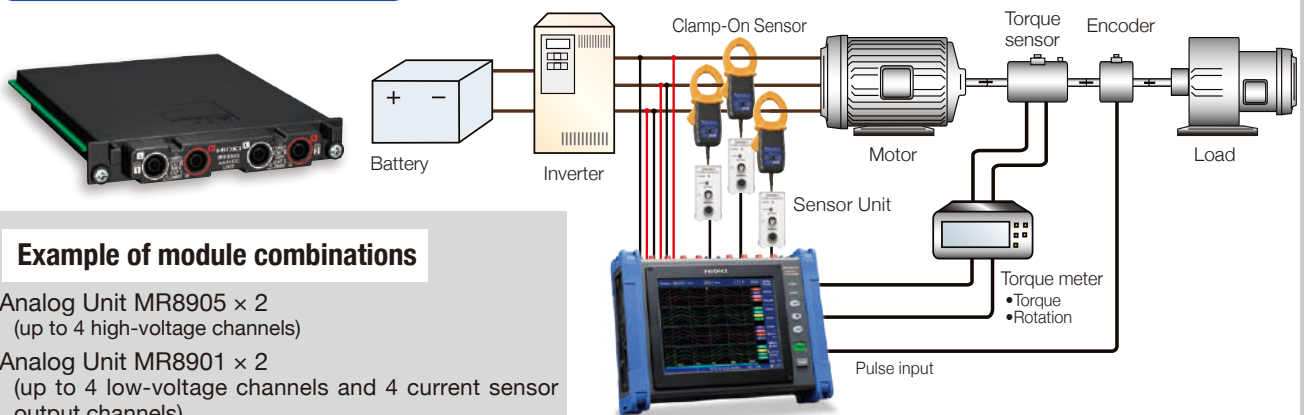 Clamp-On Sensor
Torque
sensor
Encoder
Battery
Inverter
Motor
Load
Sensor Unit
HIOKI
HIOKI
Torque meter
•Torque
•Rotation
Pulse input
Example of module combinations
Analog Unit MR8905 × 2
(up to 4 high-voltage channels)
Analog Unit MR8901 × 2
(up to 4 low-voltage channels and 4 current sensor
output channels)